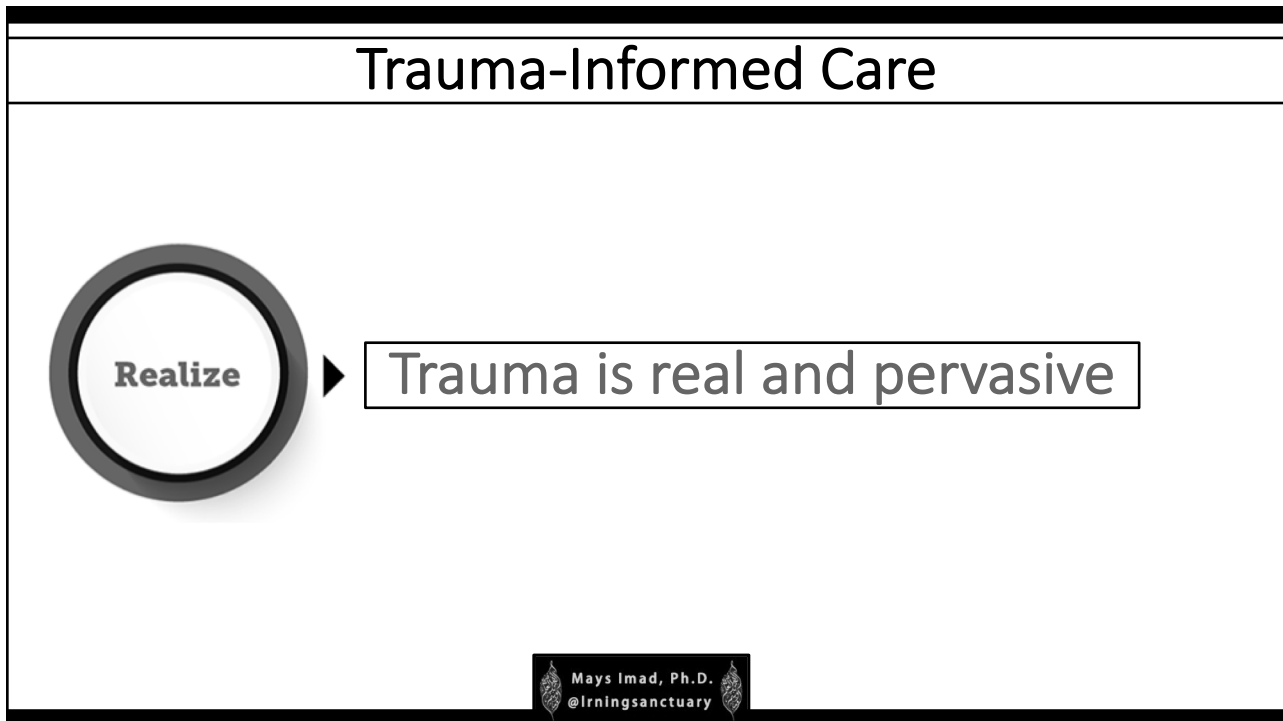 Trauma-Informed Care
Realize
Trauma is real and pervasive
Mays Imad, Ph.D.
@lrningsanctuary